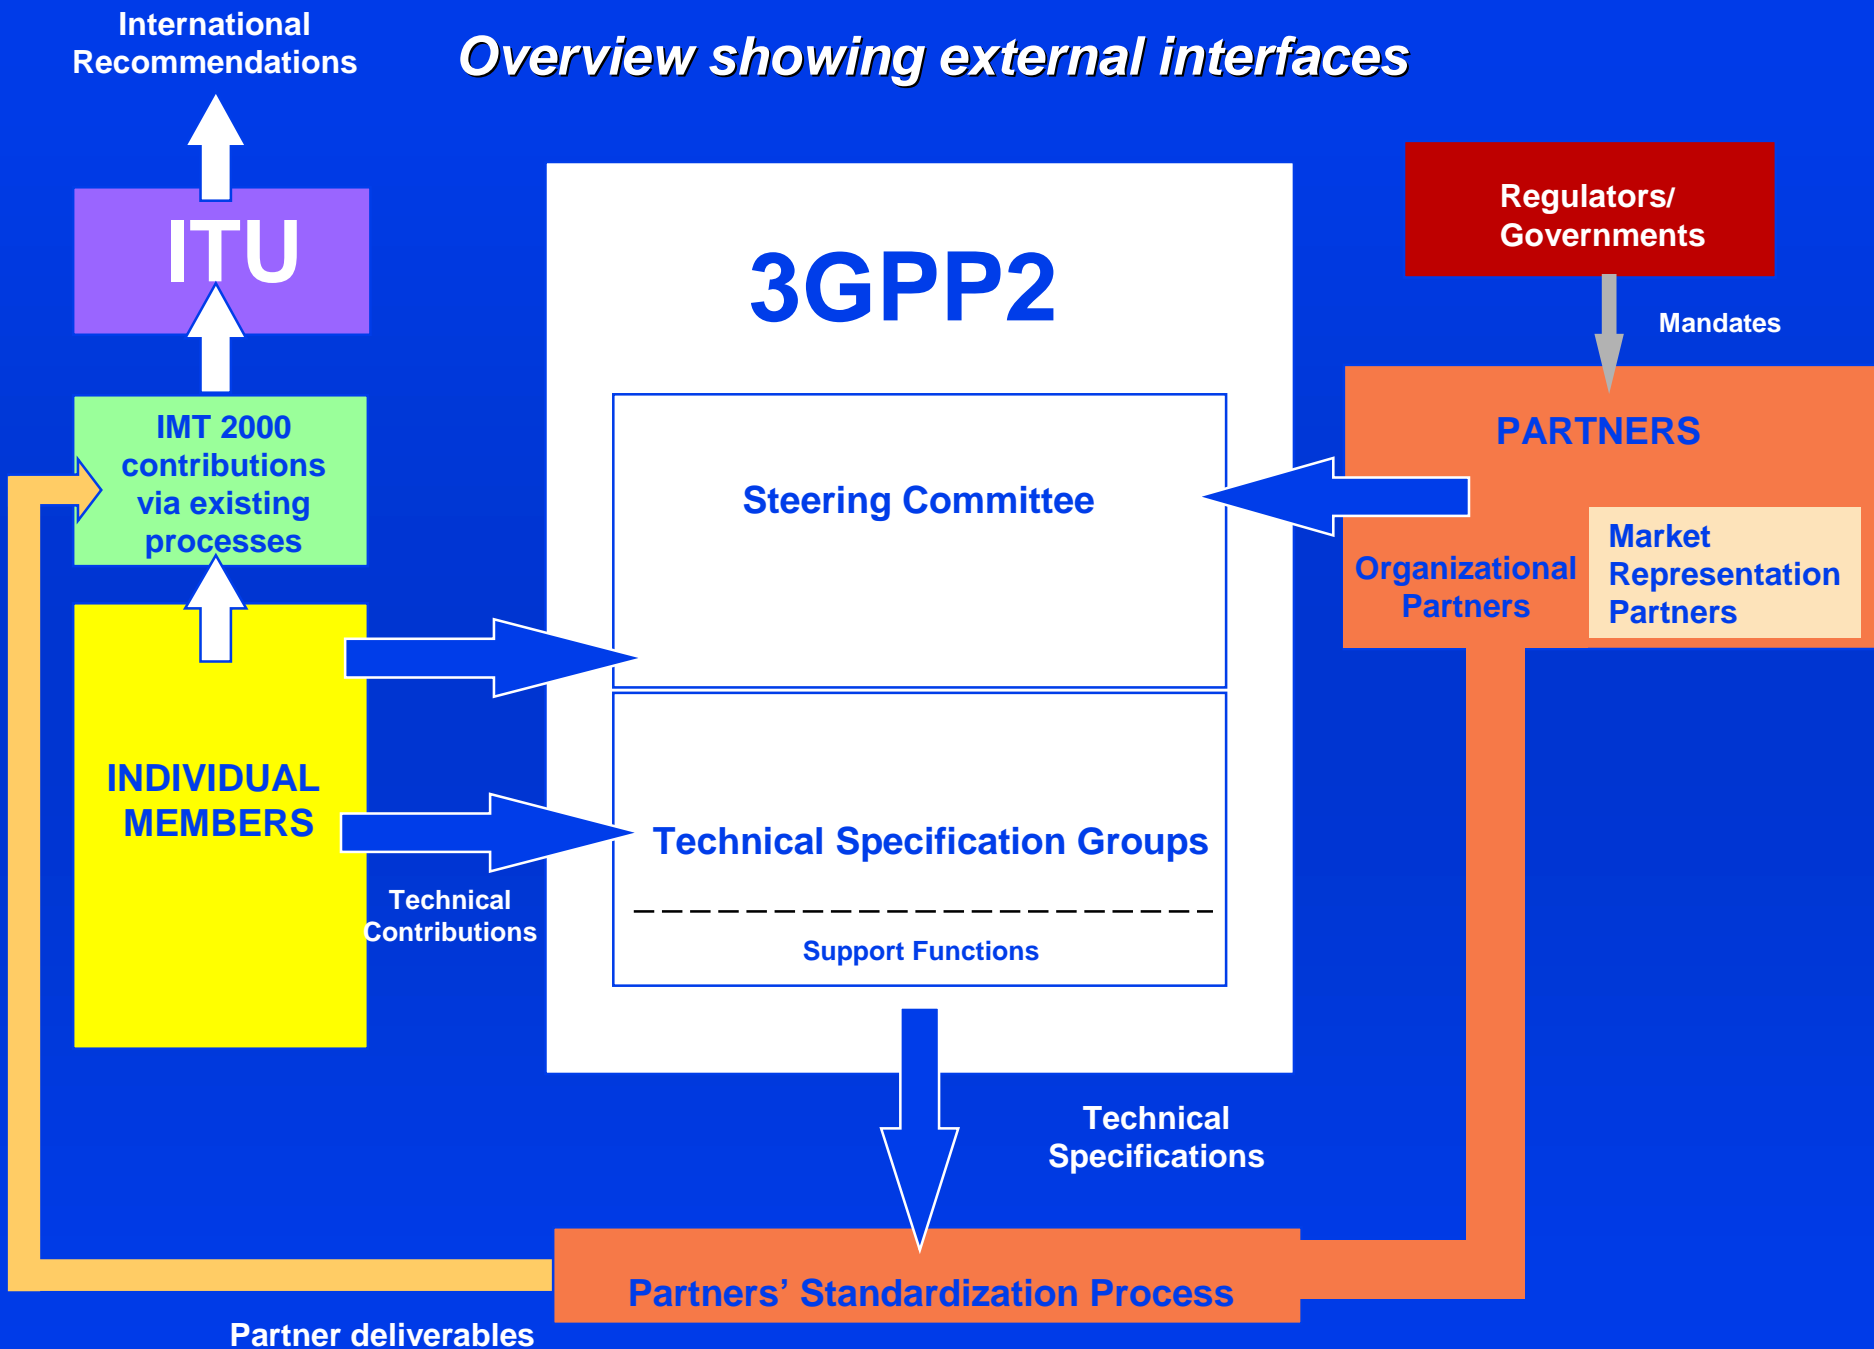 International
Recommendations
Overview showing external interfaces
ITU
3GPP2
Regulators/
Governments
Mandates
IMT 2000
contributions
via existing
processes
Steering Committee
PARTNERS
Organizational
Partners
Market
Representation
Partners
INDIVIDUAL
MEMBERS
Technical
Contributions
Technical Specification Groups
Support Functions
Technical
Specifications
Partners’ Standardization Process
Partner deliverables